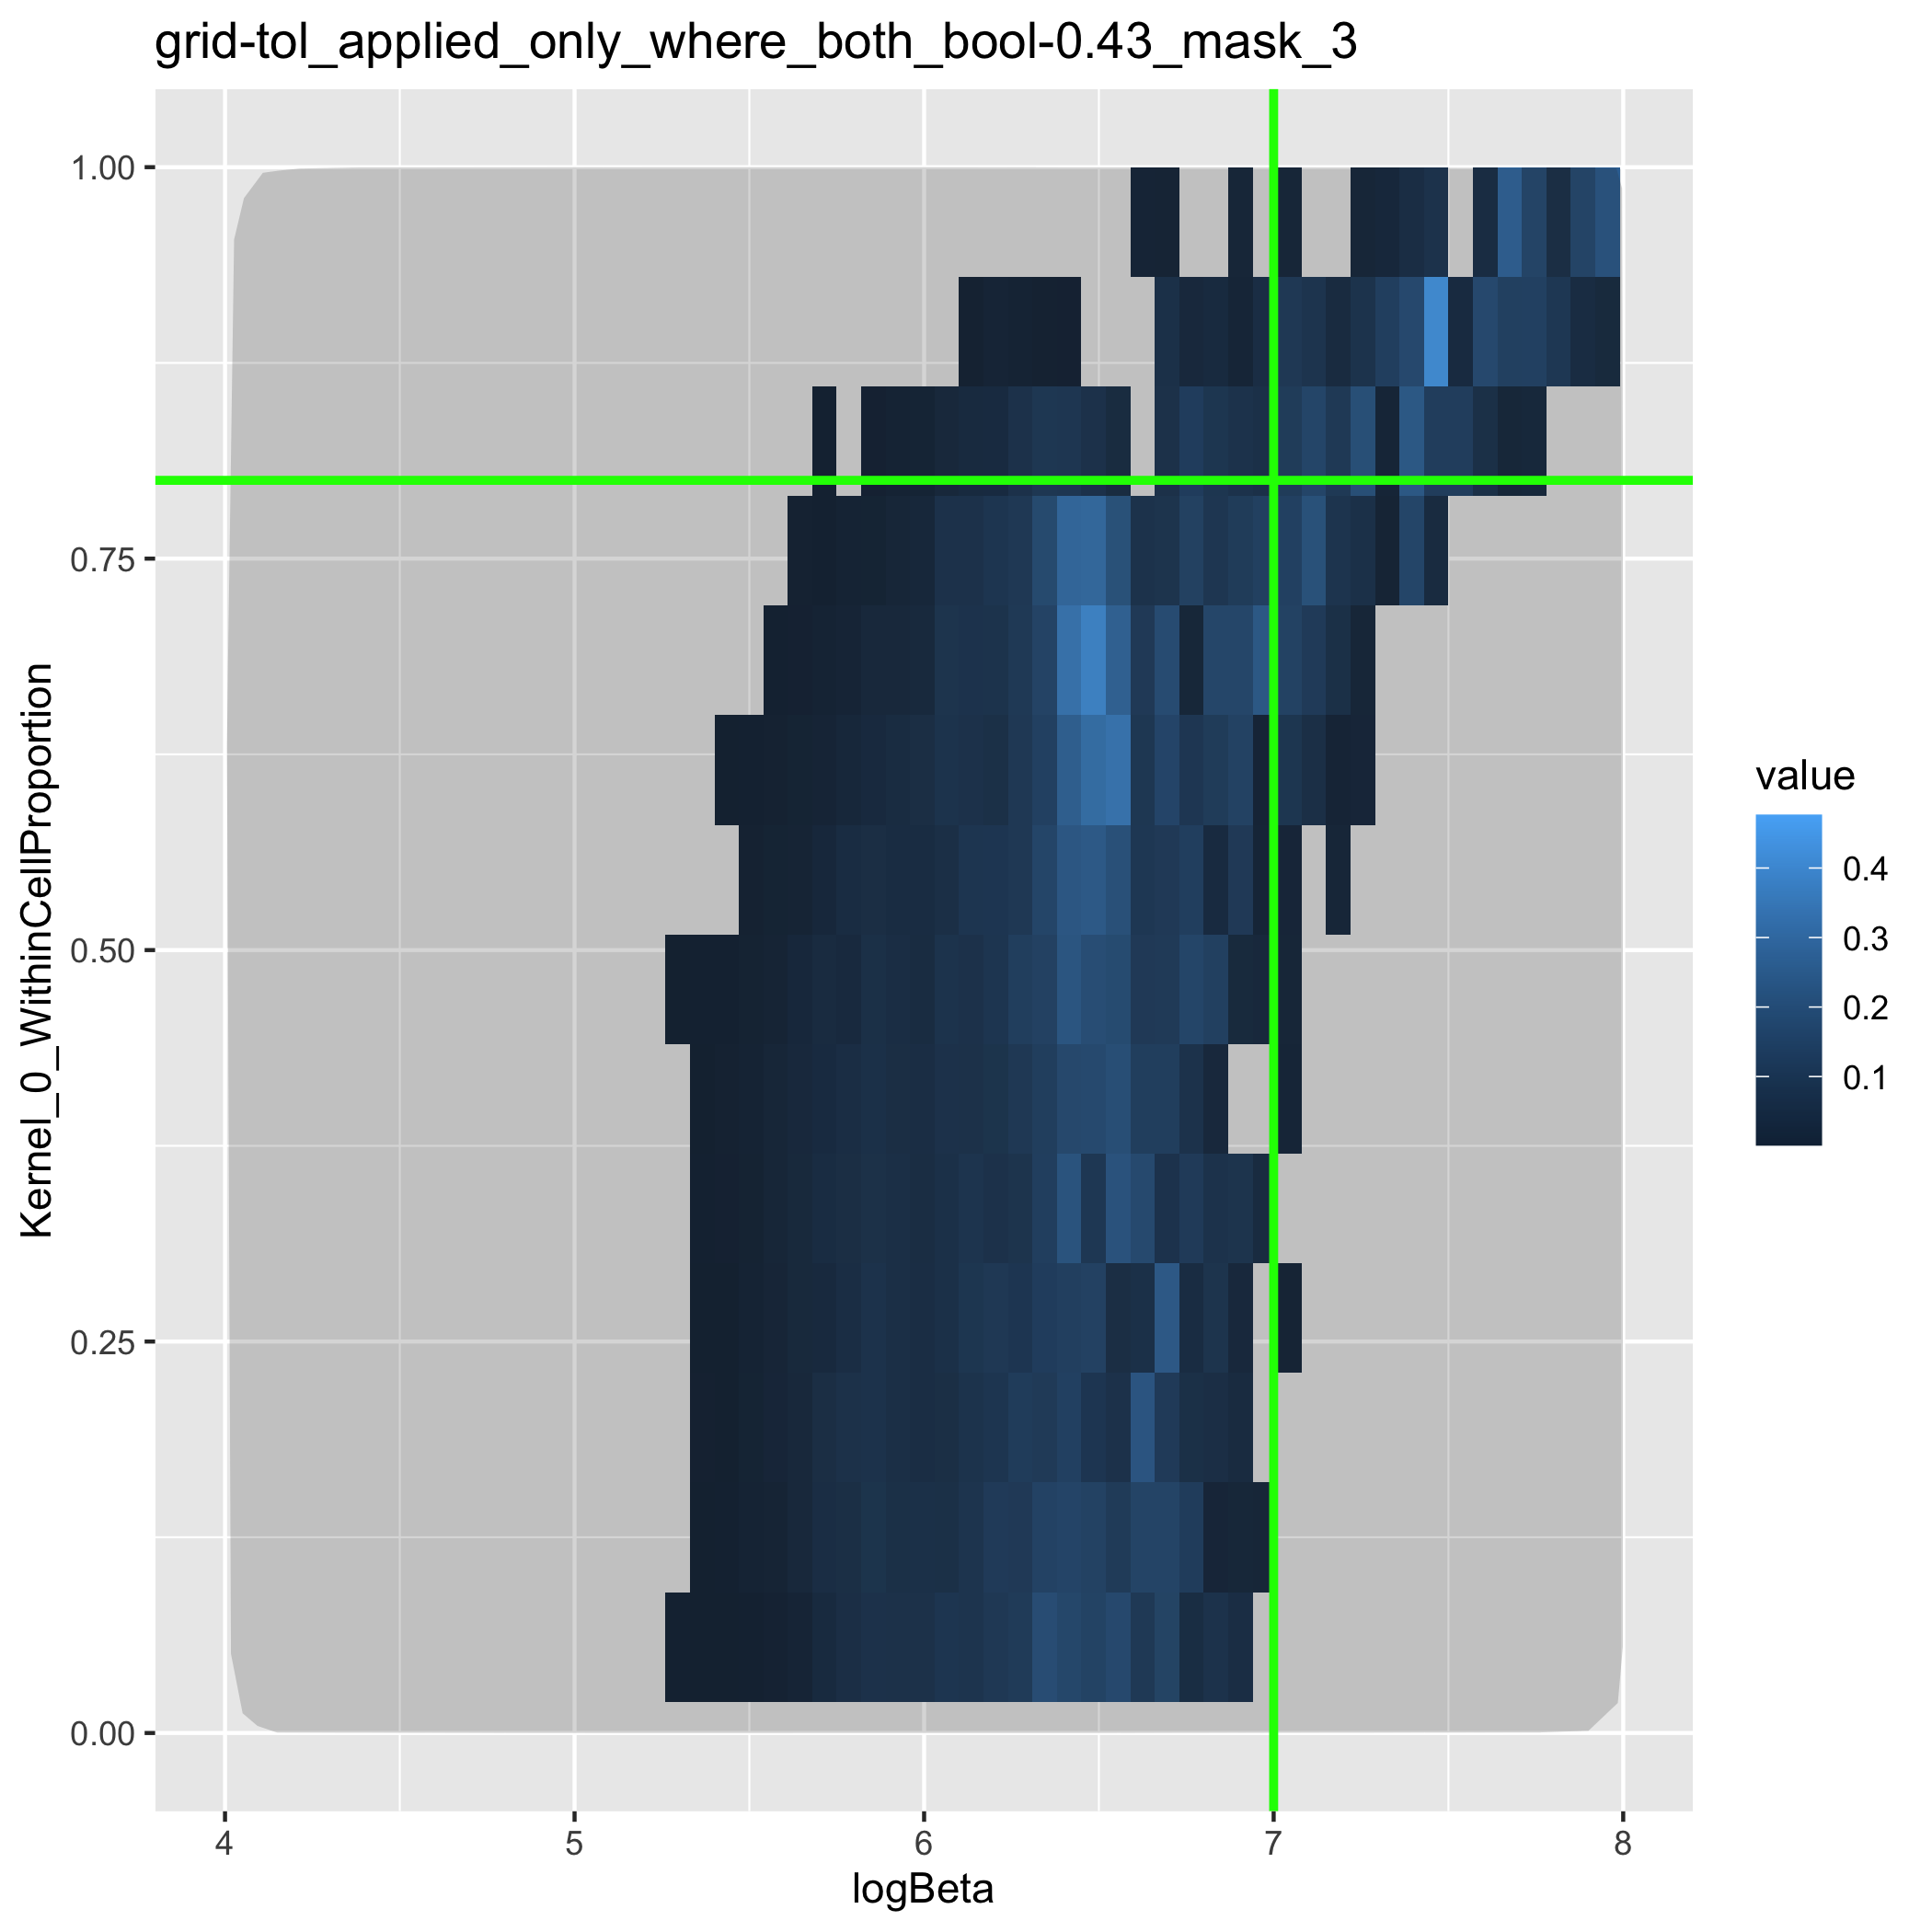 grid-tol_applied_only_where_both_bool-0.43_mask_3
1.00
0.75
0.50
0.25
0.00
Kernel_0_WithinCellProportion
4 5 6 7 8
logBeta
value
0.4
0.3
0.2
0.1